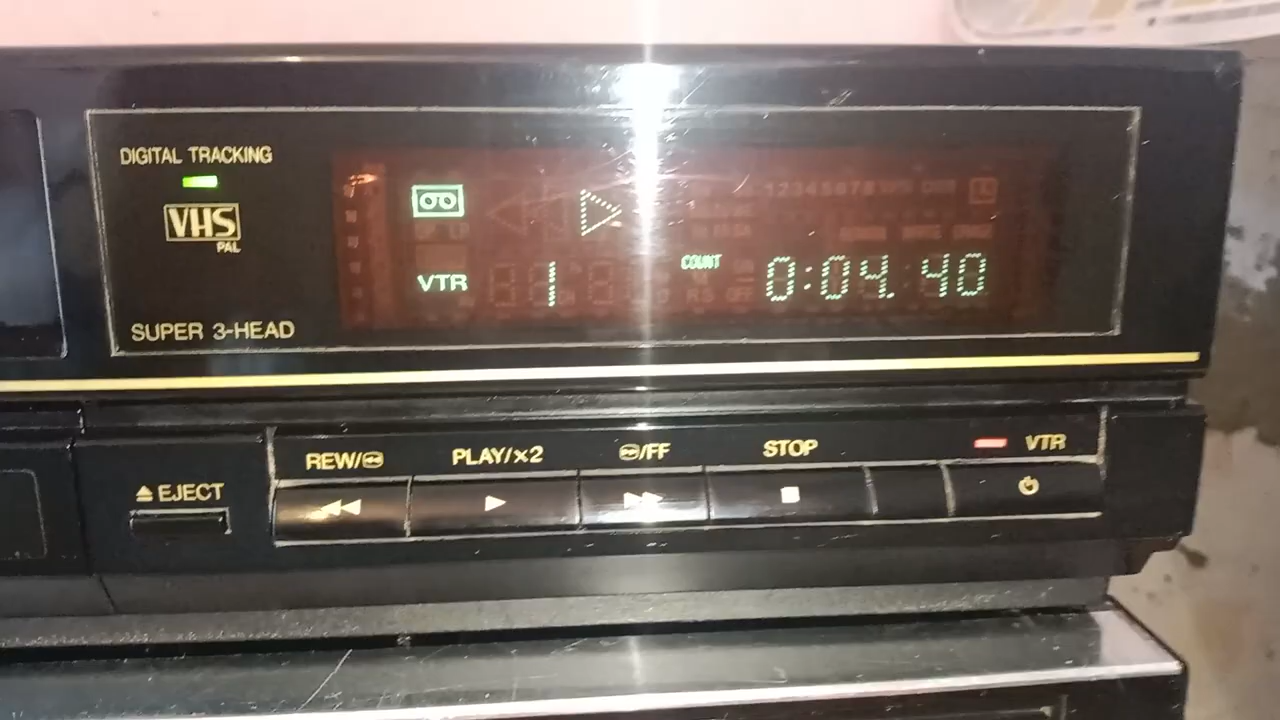 DIGITAL TRACKING
VHS
PAL
SUPER 3-HEAD
12345678
COUNT
VTR 1 0:04.40
REW/
PLAY/×2
/FF
STOP
VTR
EJECT